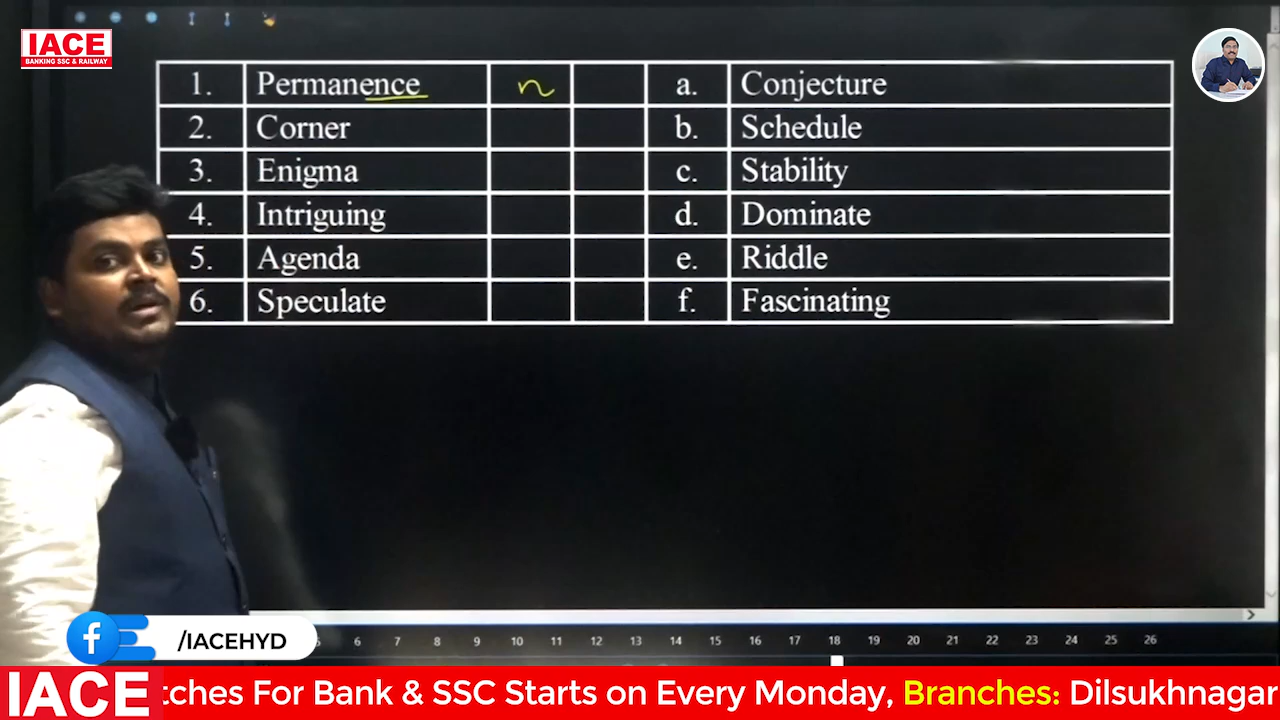 IACE
BANKING SSC & RAILWAY
1. Permanence n a. Conjecture
2. Corner b. Schedule
3. Enigma c. Stability
4. Intriguing d. Dominate
5. Agenda e. Riddle
6. Speculate f. Fascinating
/IACEHYD
6 7 8 9 10 11 12 13 14 15 16 17 18 19 20 21 22 23 24 25 26
IACE tches For Bank & SSC Starts on Every Monday, Branches: Dilsukhnagar